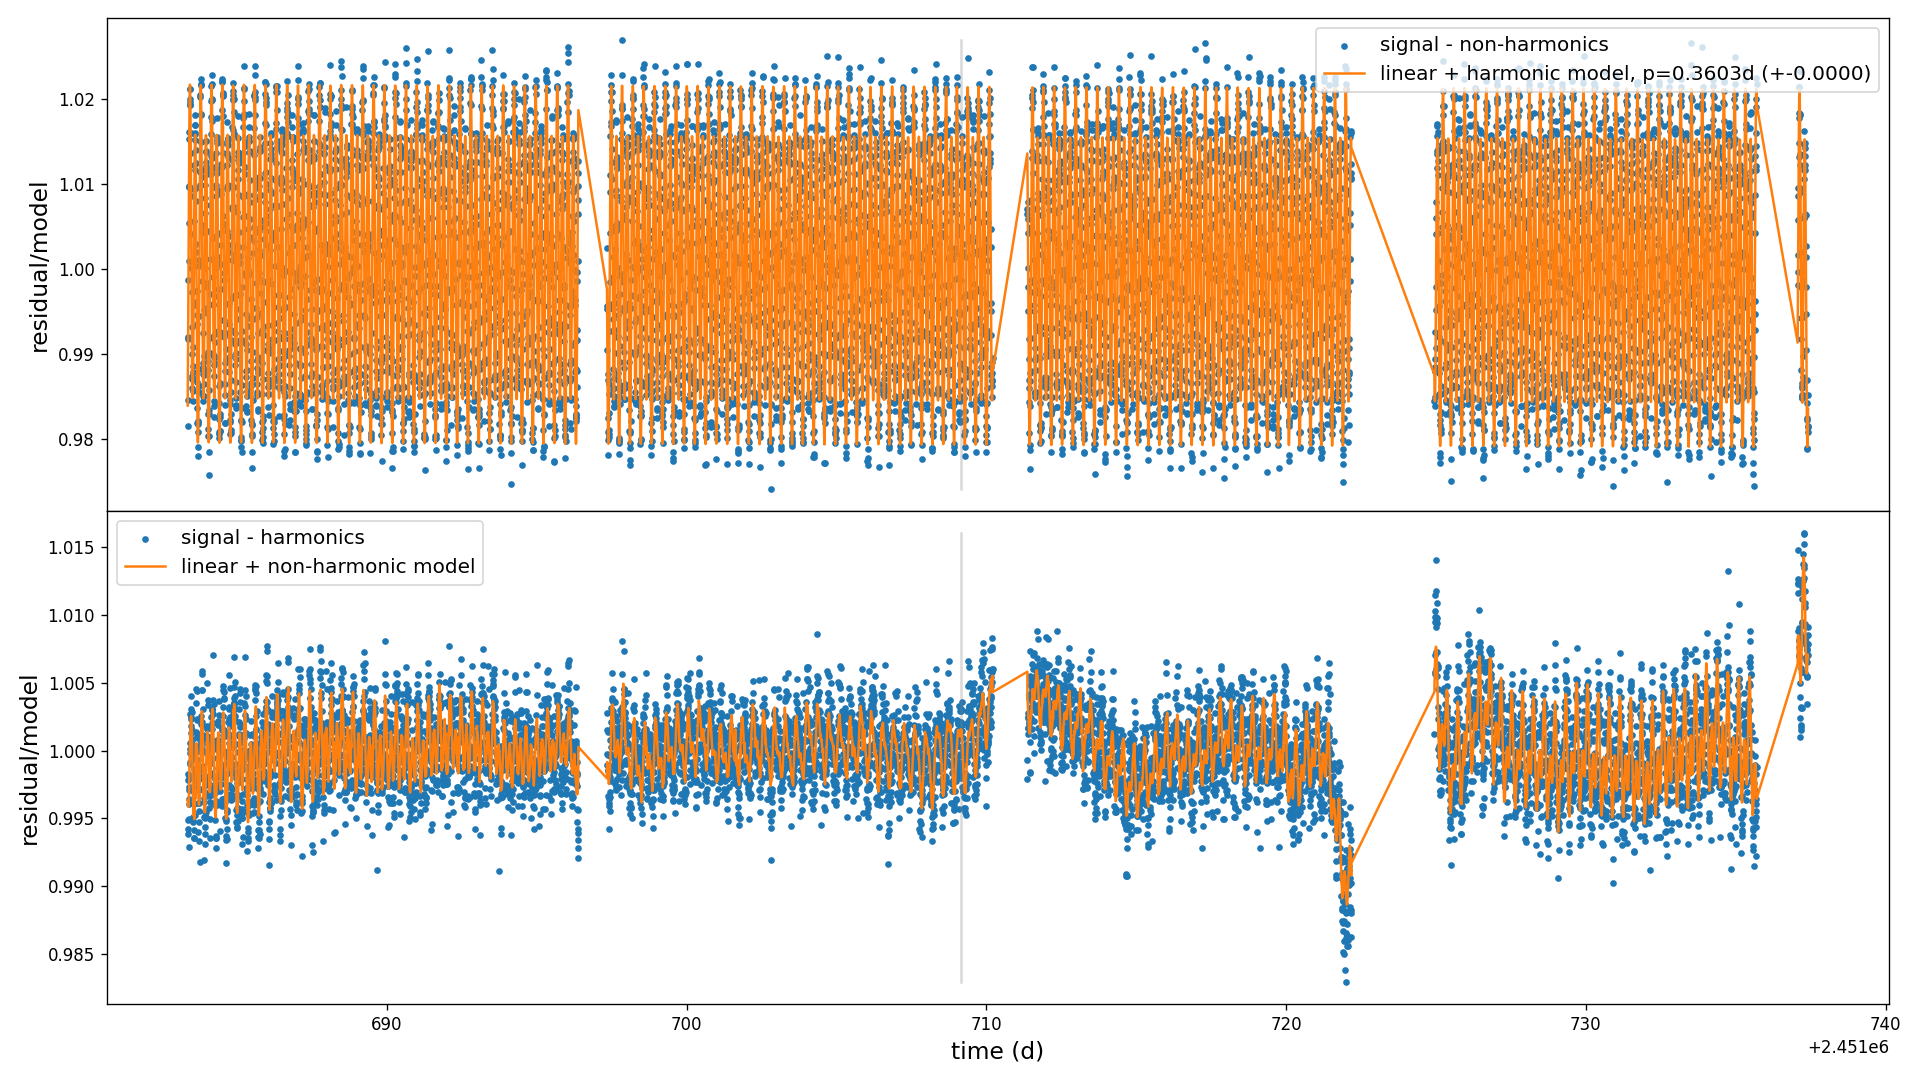 signal - non-harmonics
linear + harmonic model, p=0.3603d (+-0.0000)
1.02
1.01
1.00
0.99
0.98
residual/model
signal - harmonics
linear + non-harmonic model
1.015
1.010
1.005
1.000
0.995
0.990
0.985
residual/model
690
700
710
720
730
740
time (d)
+2.451e6